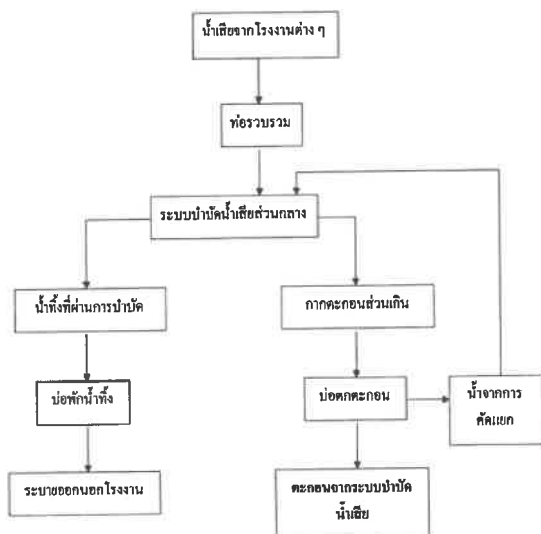 น้ำเสียจากโรงงานต่าง ๆ
ท่อรวบรวม
ระบบบำบัดน้ำเสียส่วนกลาง
น้ำทิ้งที่ผ่านการบำบัด
กากตะกอนส่วนเกิน
บ่อพักน้ำทิ้ง
บ่อตกตะกอน
น้ำจากการ
คัดแยก
ระบายออกนอกโรงงาน
ตะกอนจากระบบบำบัด
น้ำเสีย